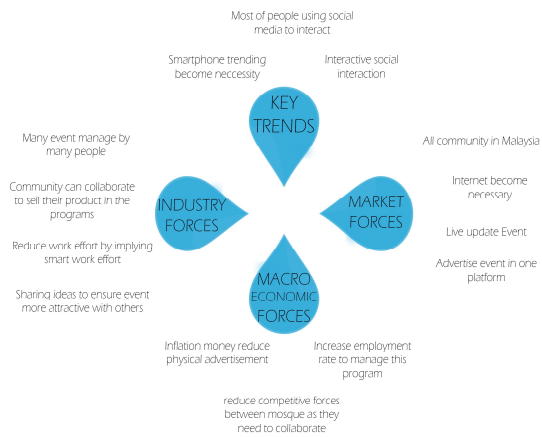 Most of people using social
media to interact
Smartphone trending
become neccessity
Interactive social
interaction
KEY
TRENDS
Many event manage by
many people
Community can collaborate
to sell their product in the
programs
Reduce work effort by implying
smart work effort
Sharing ideas to ensure event
more attractive with others
INDUSTRY
FORCES
MARKET
FORCES
All community in Malaysia
Internet become
necessary
Live update Event
Advertise event in one
platform
MACRO
ECONOMIC
FORCES
Inflation money reduce
physical advertisement
Increase employment
rate to manage this
program
reduce competitive forces
between mosque as they
need to collaborate